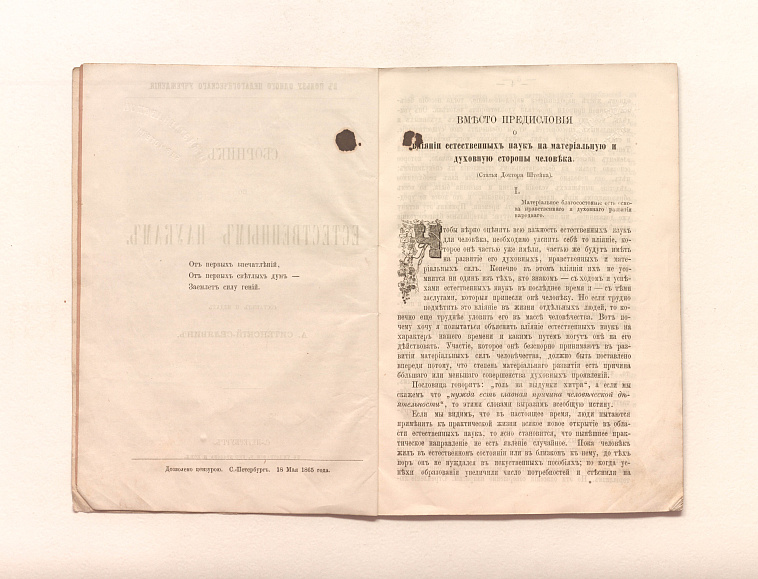 Отъ первыхъ впечатлѣній,
Отъ первыхъ свѣтлыхъ думъ —
Засвѣтъ силу геній.
Дозволено ценсурою. С.-Петербургъ. 18 Мая 1865 года.
ВМѢСТО ПРЕДИСЛОВІЯ
О
вліяніи естественныхъ наукъ на матеріальную и
духовную стороны человѣка.
(Статья Доктора Штейна).
I.
Матеріальное благосостояніе есть осно-
ва нравственнаго и духовнаго развитія
народнаго.
Чтобы вѣрно оцѣнить всю важность естественныхъ наукъ
для человѣка, необходимо уяснить себѣ то вліяніе, ко-
торое онѣ частью уже имѣли, частью же будутъ имѣть
на развитіе его духовныхъ, нравственныхъ и мате-
ріальныхъ силъ. Конечно въ этомъ вліяніи ихъ не усо-
мнится ни одинъ изъ тѣхъ, кто знакомъ — съ ходомъ и успѣ-
хами естественныхъ наукъ въ послѣднее время и — съ тѣми
заслугами, которыя принесли онѣ человѣку. Но если трудно
подмѣтить это вліяніе въ жизни отдѣльныхъ людей, то ко-
нечно еще труднѣе уловить его въ массѣ человѣчества. Вотъ по-
чему хочу я попытаться объяснить вліяніе естественныхъ наукъ на
характеръ нашего времени и какимъ путемъ могутъ онѣ на его
дѣйствовать. Участіе, которое онѣ безспорно принимаютъ въ раз-
витіи матеріальныхъ силъ человѣчества, должно быть поставлено
впереди потому, что степень матеріальнаго развитія есть причина
бо́льшаго или меньшаго совершенства духовныхъ проявленій.
Пословица говоритъ: „голь на выдумки хитра“, а если мы
скажемъ что „нужда есть главная причина человѣческой дѣ-
ятельности“, то этими словами выразимъ всеобщую истину.
Если мы видимъ, что въ настоящее время, люди пытаются
примѣнить къ практической жизни всякое новое открытіе въ об-
ласти естественныхъ наукъ, то ясно становится, что нынѣшнее прак-
тическое направленіе не есть явленіе случайное. Пока человѣкъ
жилъ въ естественномъ состояніи или въ близкомъ къ нему, до тѣхъ
поръ онъ не нуждался въ искуственныхъ пособіяхъ; но когда ус-
пѣхи образованія увеличили число потребностей и стѣснили на